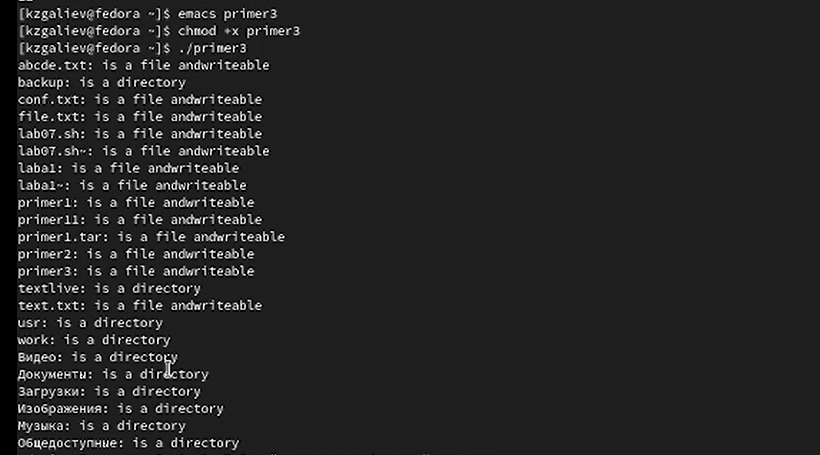 [kzgaliev@fedora ~]$ emacs primer3
[kzgaliev@fedora ~]$ chmod +x primer3
[kzgaliev@fedora ~]$ ./primer3
abcde.txt: is a file andwriteable
backup: is a directory
conf.txt: is a file andwriteable
file.txt: is a file andwriteable
lab07.sh: is a file andwriteable
lab07.sh~: is a file andwriteable
laba1: is a file andwriteable
laba1~: is a file andwriteable
primer1: is a file andwriteable
primer11: is a file andwriteable
primer1.tar: is a file andwriteable
primer2: is a file andwriteable
primer3: is a file andwriteable
textlive: is a directory
text.txt: is a file andwriteable
usr: is a directory
work: is a directory
Видео: is a directory
Документы: is a directory
Загрузки: is a directory
Изображения: is a directory
Музыка: is a directory
Общедоступные: is a directory